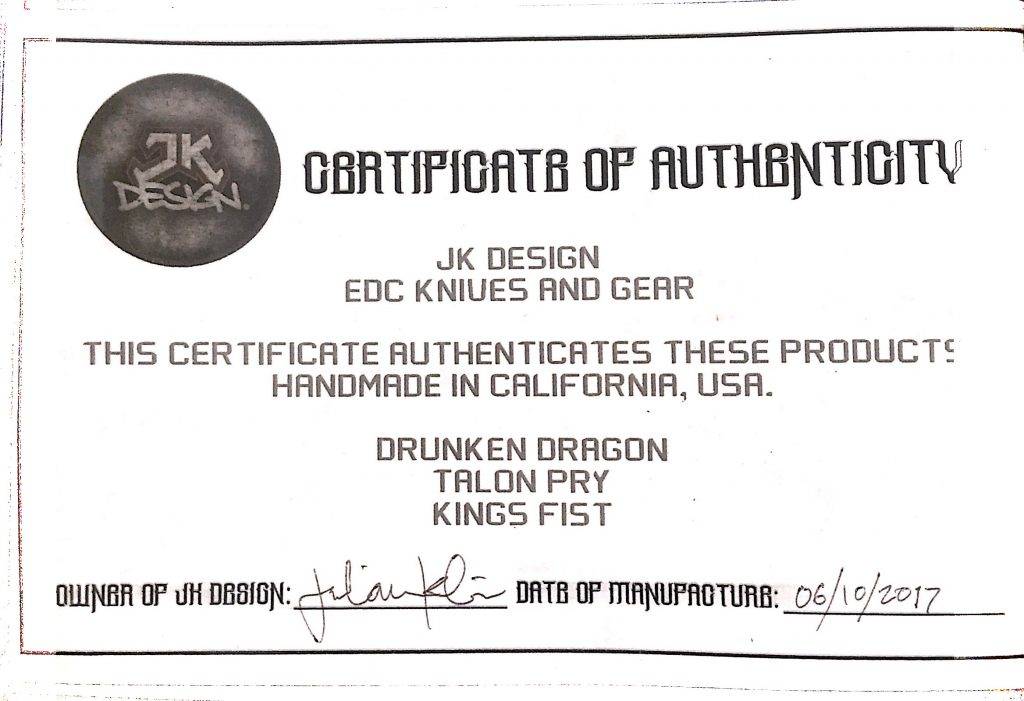 JK
DESIGN.
CERTIFICATE OF AUTHENTICITY
JK DESIGN
EDC KNIVES AND GEAR
THIS CERTIFICATE AUTHENTICATES THESE PRODUCTS
HANDMADE IN CALIFORNIA, USA.
DRUNKEN DRAGON
TALON PRY
KINGS FIST
OWNER OF JK DESIGN: DATE OF MANUFACTURE: 06/10/2017